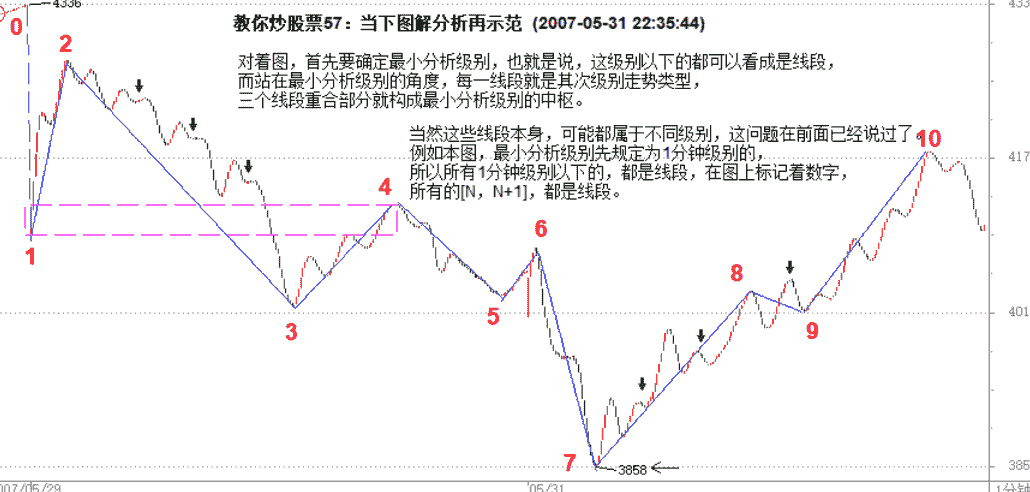 4336
433
教你炒股票57：当下图解分析再示范 (2007-05-31 22:35:44)
0
2
对着图，首先要确定最小分析级别，也就是说，这级别以下的都可以看成是线段，
而站在最小分析级别的角度，每一线段就是其次级别走势类型，
三个线段重合部分就构成最小分析级别的中枢。
当然这些线段本身，可能都属于不同级别，这问题在前面已经说过了。
例如本图，最小分析级别先规定为1分钟级别的，
所以所有1分钟级别以下的，都是线段，在图上标记着数字，
所有的[N，N+1]，都是线段。
10
417
4
1
6
8
3
5
9
401
7
3858
385
007/05/29
05/31
1分钟